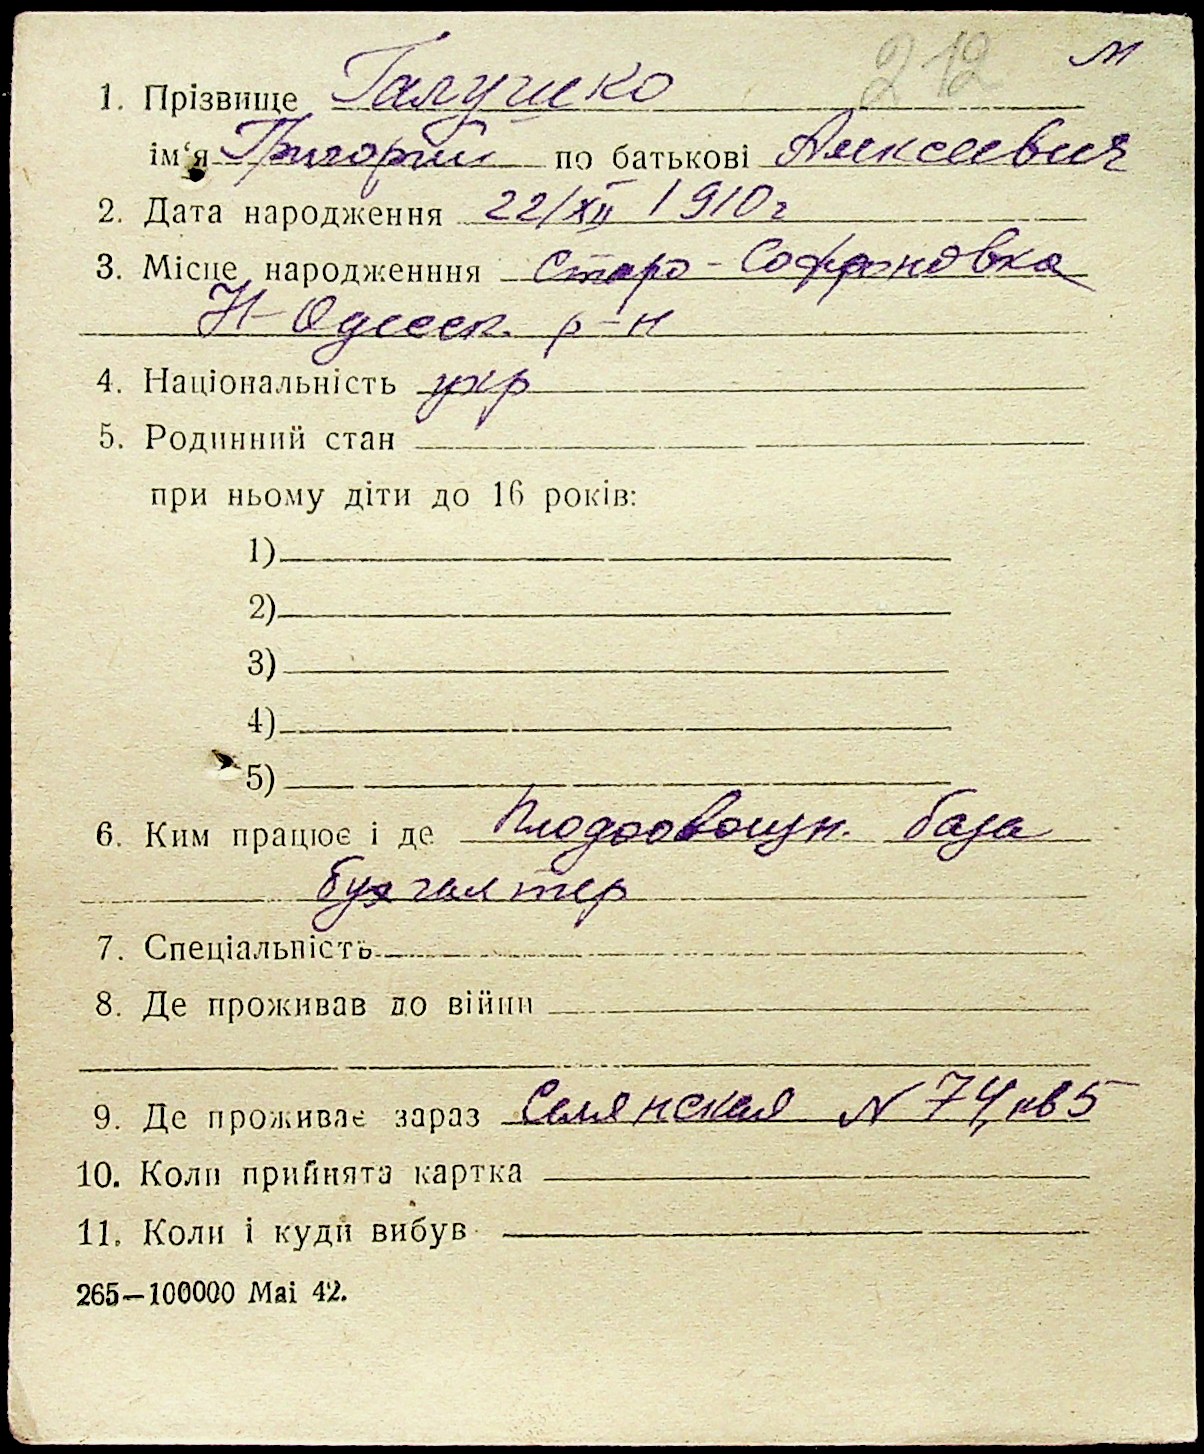 212 м
1. Прізвище Галушко
ім‘я Григорий по батькові Алексеевич
2. Дата народження 22/XII 1910 г
3. Місце народженння Старо-Софроновка
Н-Одесск. р-н
4. Національність укр
5. Родинний стан
при ньому діти до 16 років:
1)
2)
3)
4)
5)
6. Ким працює і де Плодоовощн. база
бухгалтер
7. Спеціальність
8. Де проживав до війни
9. Де проживає зараз Селянская N 74, кв 5
10. Коли прийнята картка
11. Коли і куди вибув
265—100000 Mai 42.